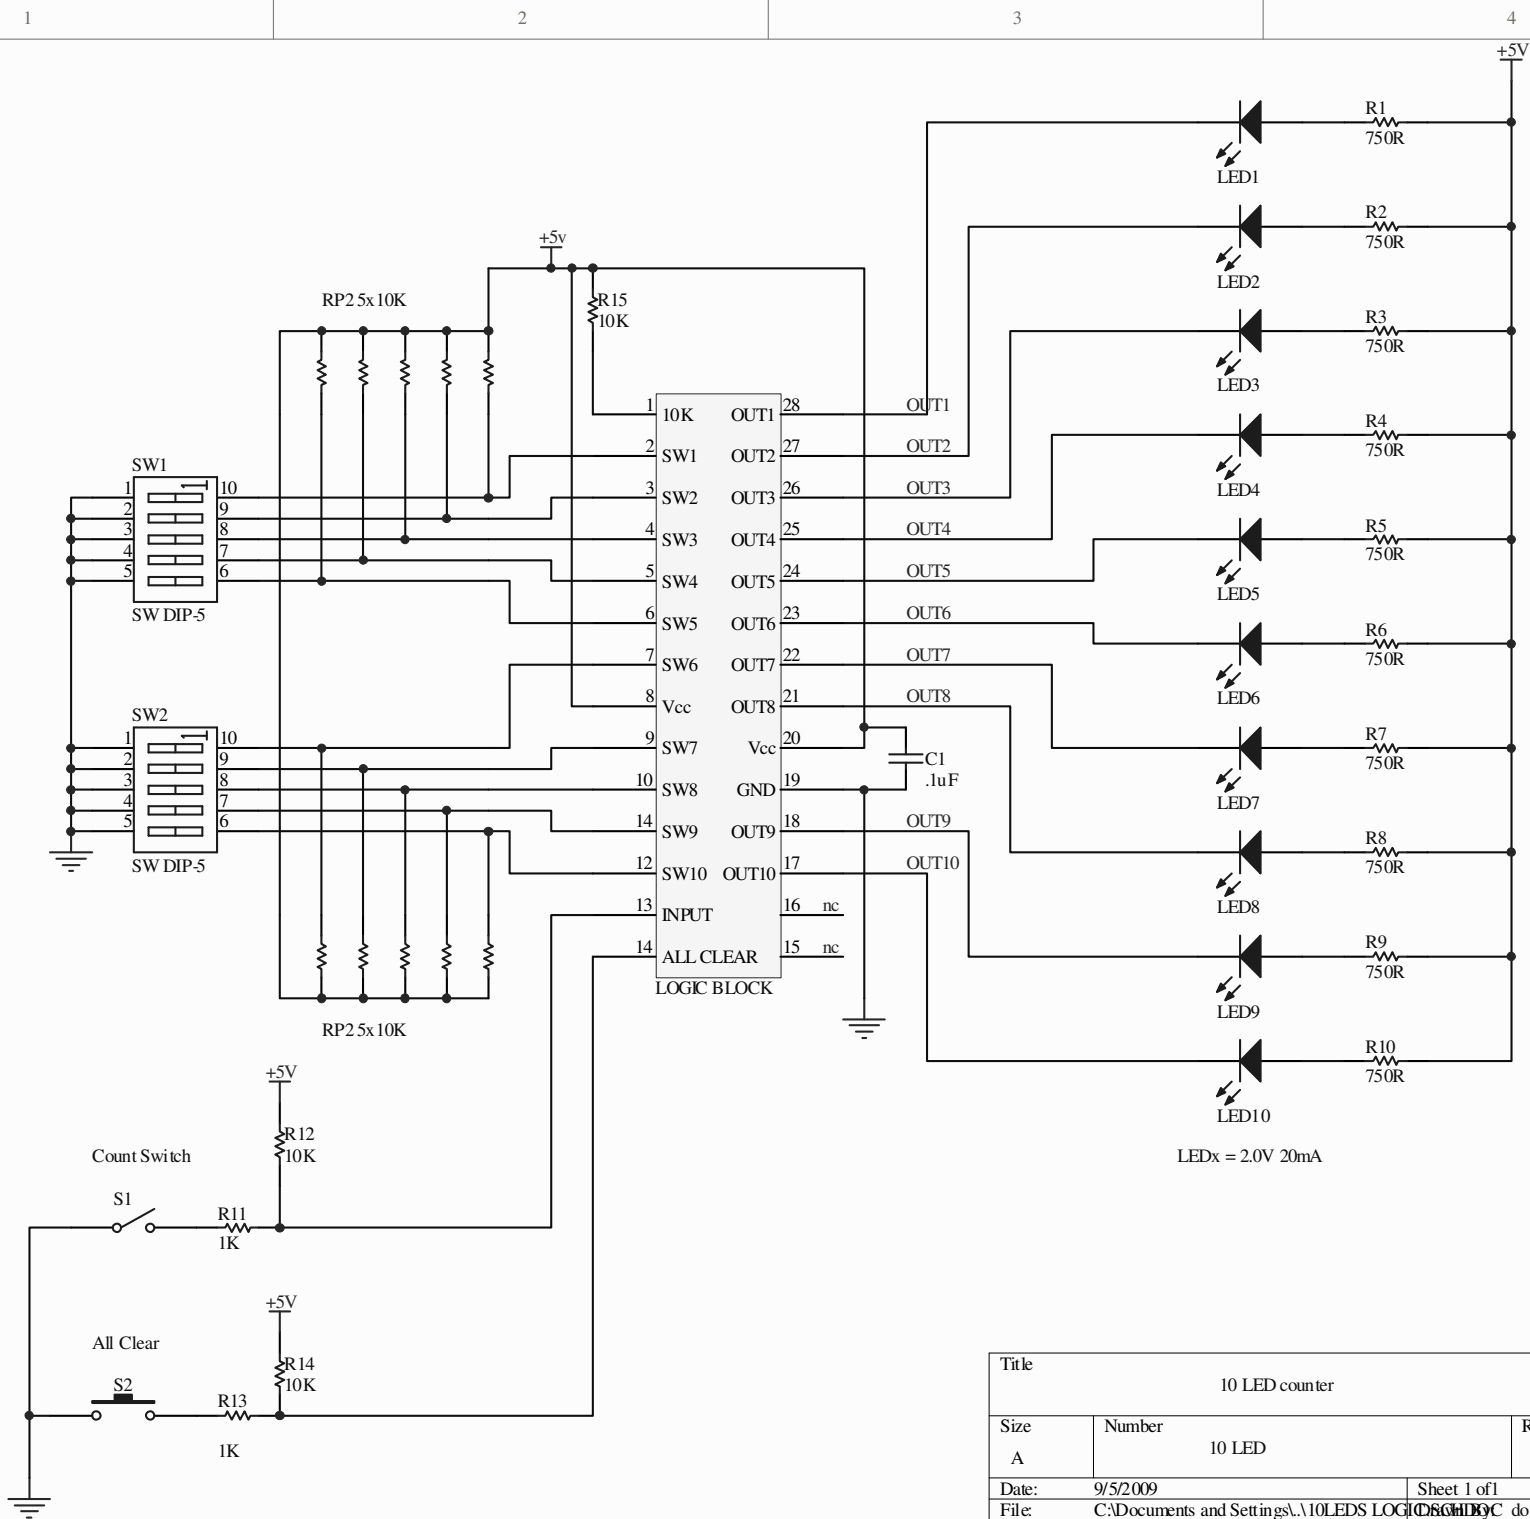 1 2 3 4
+5V
R1
750R
LED1
R2
750R
LED2
+5v
RP2 5x10K
R15
10K
R3
750R
LED3
1 10K OUT1 28 OUT1
2 SW1 OUT2 27 OUT2
3 SW2 OUT3 26 OUT3
4 SW3 OUT4 25 OUT4
5 SW4 OUT5 24 OUT5
6 SW5 OUT6 23 OUT6
7 SW6 OUT7 22 OUT7
8 Vcc OUT8 21 OUT8
9 SW7 Vcc 20
10 SW8 GND 19
14 SW9 OUT9 18 OUT9
12 SW10 OUT10 17 OUT10
13 INPUT 16 nc
14 ALL CLEAR 15 nc
LOGIC BLOCK
SW1
1 10
2 9
3 8
4 7
5 6
SW DIP-5
SW2
1 10
2 9
3 8
4 7
5 6
SW DIP-5
C1
.1uF
R4
750R
LED4
R5
750R
LED5
R6
750R
LED6
R7
750R
LED7
R8
750R
LED8
R9
750R
LED9
R10
750R
LED10
LEDx = 2.0V 20mA
RP2 5x10K
+5V
R12
10K
Count Switch
S1
R11
1K
+5V
R14
10K
All Clear
S2
R13
1K
Title
10 LED counter
Size
A
Number
10 LED
R
Date: 9/5/2009 Sheet 1 of1
File: C:\Documents and Settings\..\10LEDS LOGIC